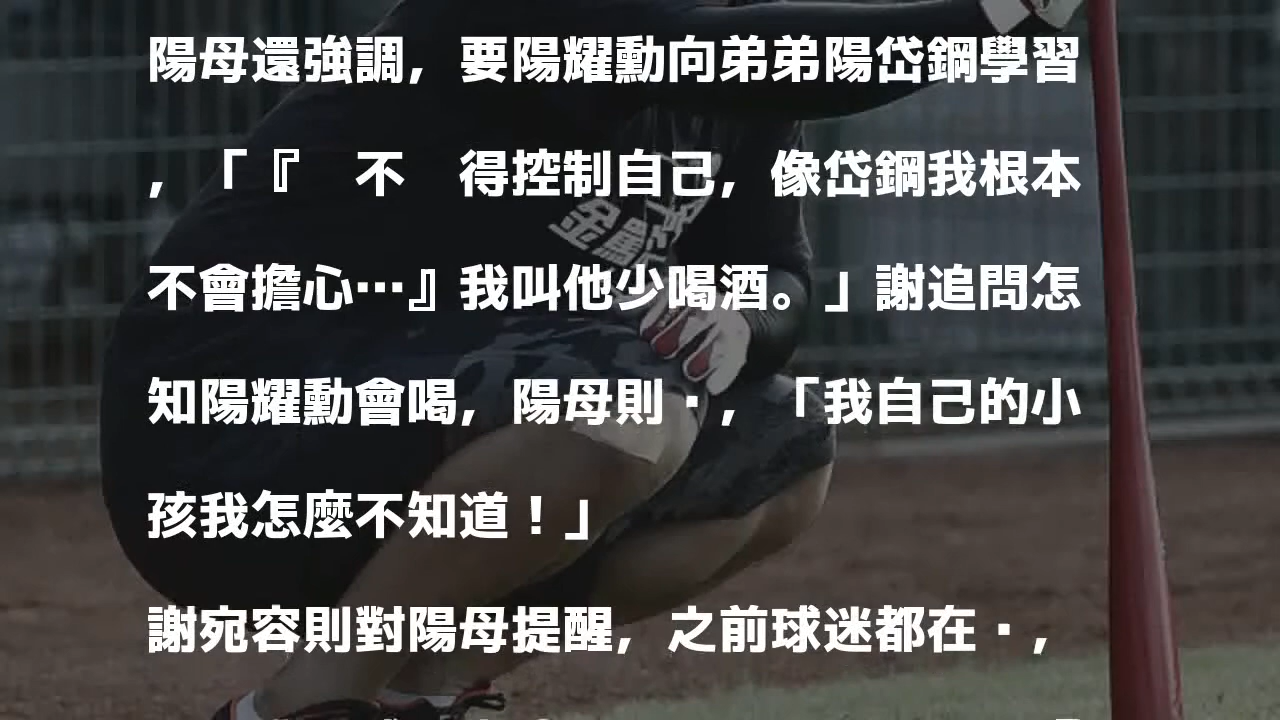 陽母還強調，要陽耀勳向弟弟陽岱鋼學習
，「『　不　得控制自己，像岱鋼我根本
不會擔心…』我叫他少喝酒。」謝追問怎
知陽耀勳會喝，陽母則·，「我自己的小
孩我怎麼不知道！」
謝宛容則對陽母提醒，之前球迷都在·，
金鶯